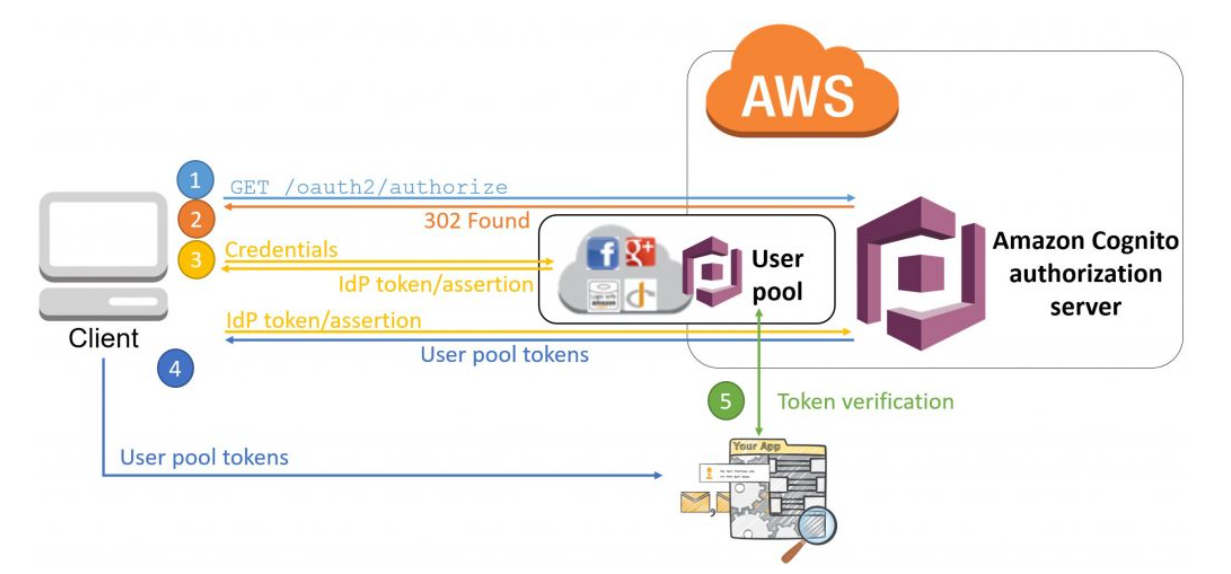 AWS
1
GET /oauth2/authorize
2
302 Found
3
Credentials
IdP token/assertion
User
pool
Amazon Cognito
authorization
server
Client
IdP token/assertion
User pool tokens
4
5
Token verification
User pool tokens
Your App